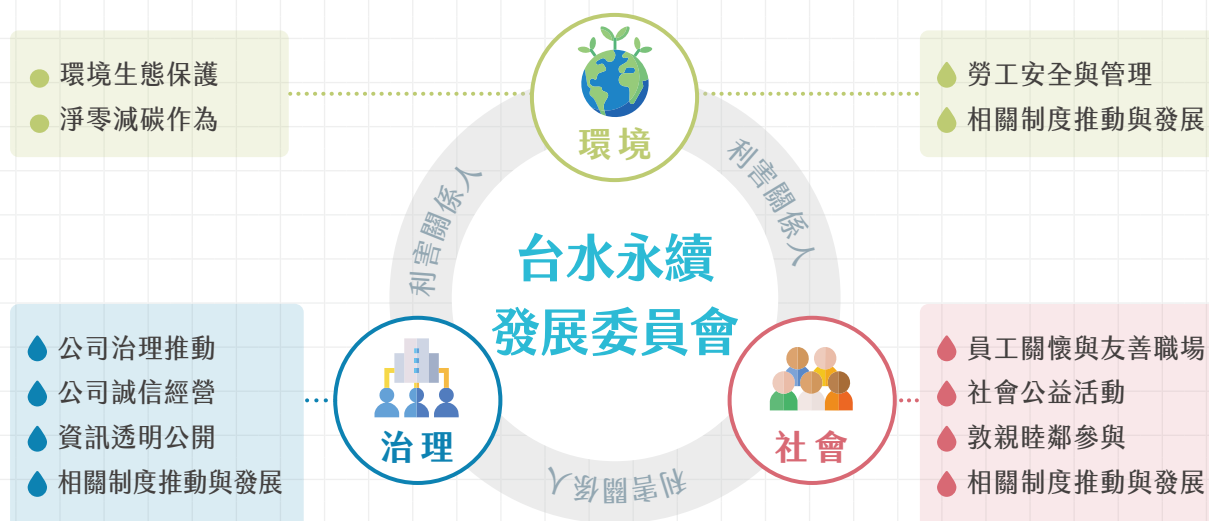 環境生態保護
淨零減碳作為
環境
勞工安全與管理
相關制度推動與發展
利害關係人
利害關係人
台水永續
發展委員會
公司治理推動
公司誠信經營
資訊透明公開
相關制度推動與發展
治理
社會
員工關懷與友善職場
社會公益活動
敦親睦鄰參與
相關制度推動與發展
利害關係人